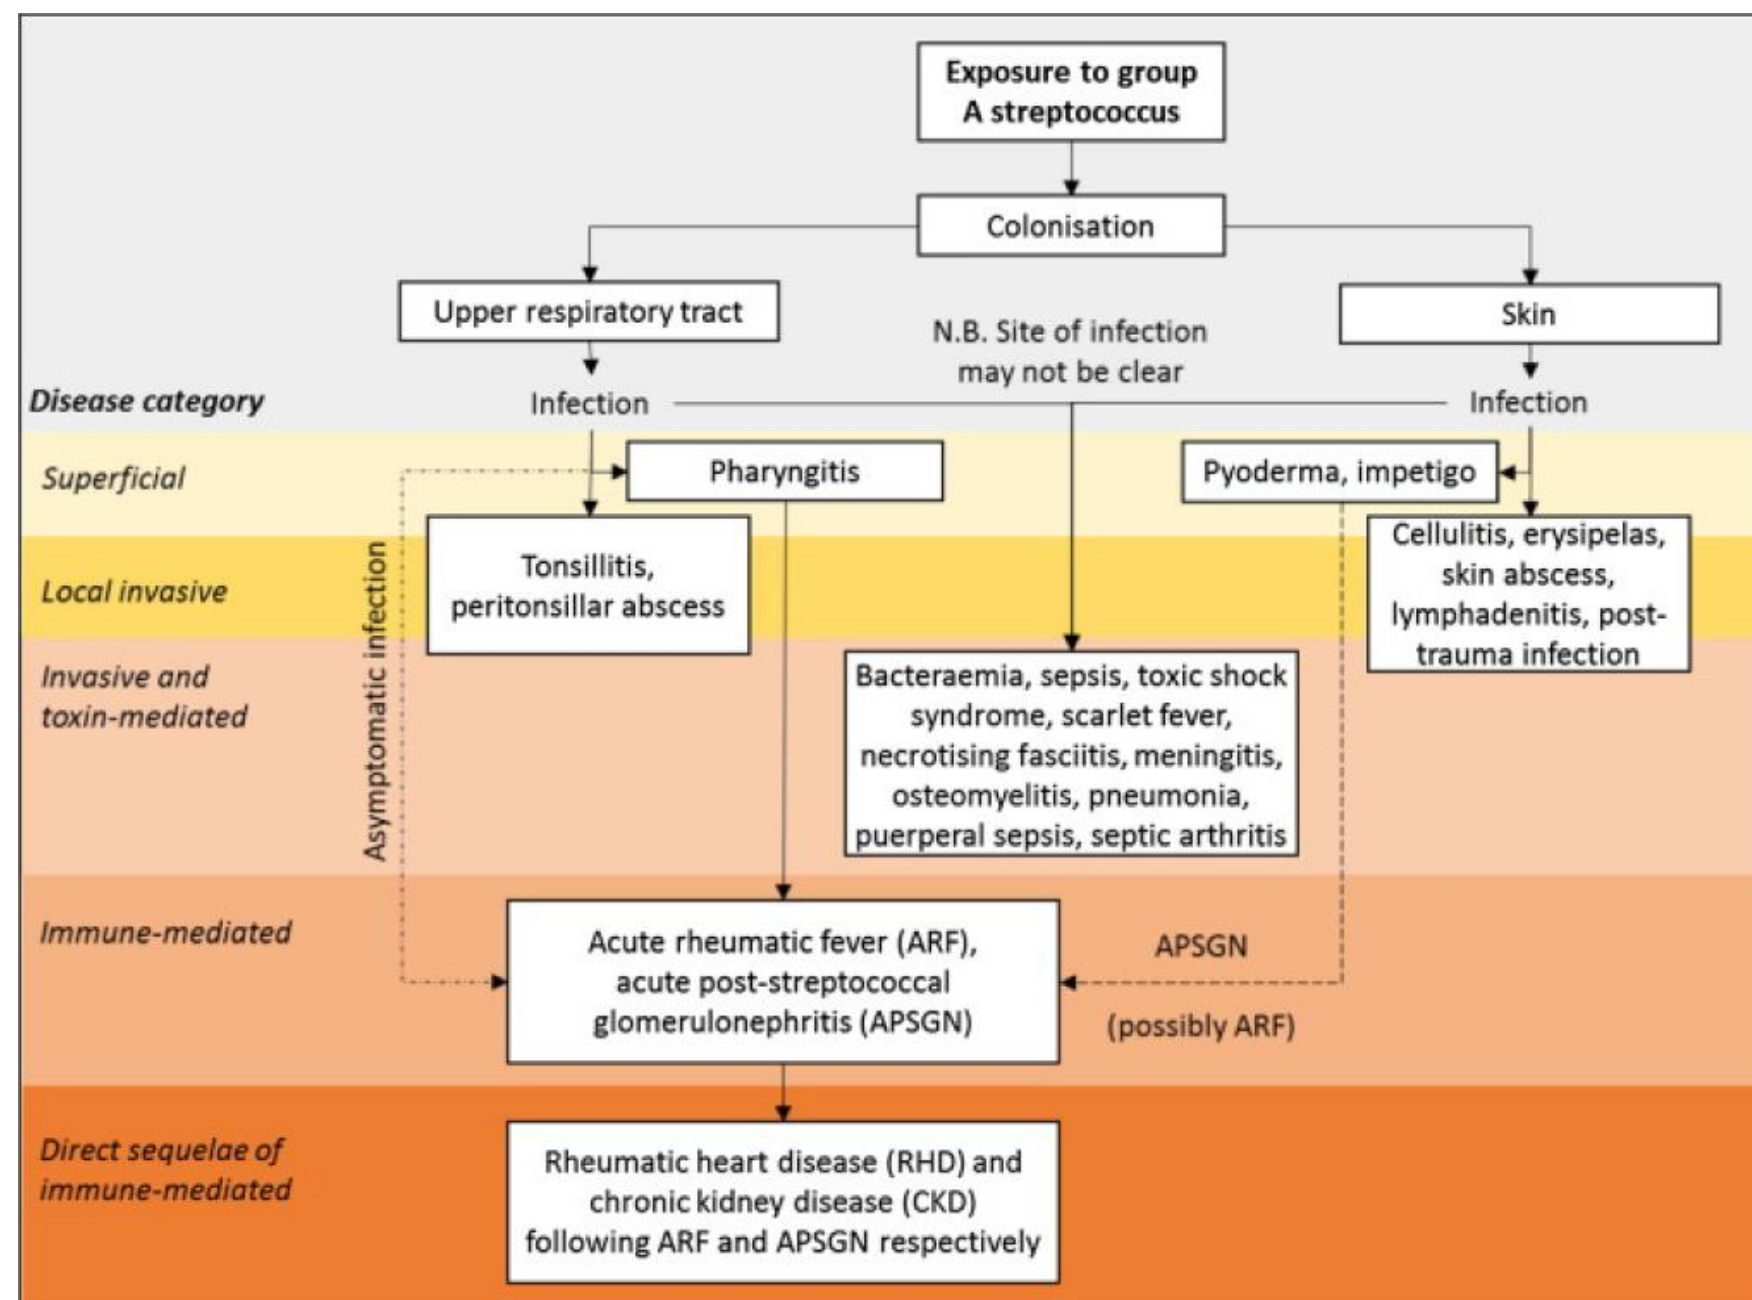 Exposure to group
A streptococcus
Colonisation
Upper respiratory tract
Skin
N.B. Site of infection
may not be clear
Disease category
Infection
Infection
Superficial
Pharyngitis
Pyoderma, impetigo
Local invasive
Asymptomatic infection
Tonsillitis,
peritonsillar abscess
Cellulitis, erysipelas,
skin abscess,
lymphadenitis, post-
trauma infection
Invasive and
toxin-mediated
Bacteraemia, sepsis, toxic shock
syndrome, scarlet fever,
necrotising fasciitis, meningitis,
osteomyelitis, pneumonia,
puerperal sepsis, septic arthritis
Immune-mediated
Acute rheumatic fever (ARF),
acute post-streptococcal
glomerulonephritis (APSGN)
APSGN
(possibly ARF)
Direct sequelae of
immune-mediated
Rheumatic heart disease (RHD) and
chronic kidney disease (CKD)
following ARF and APSGN respectively